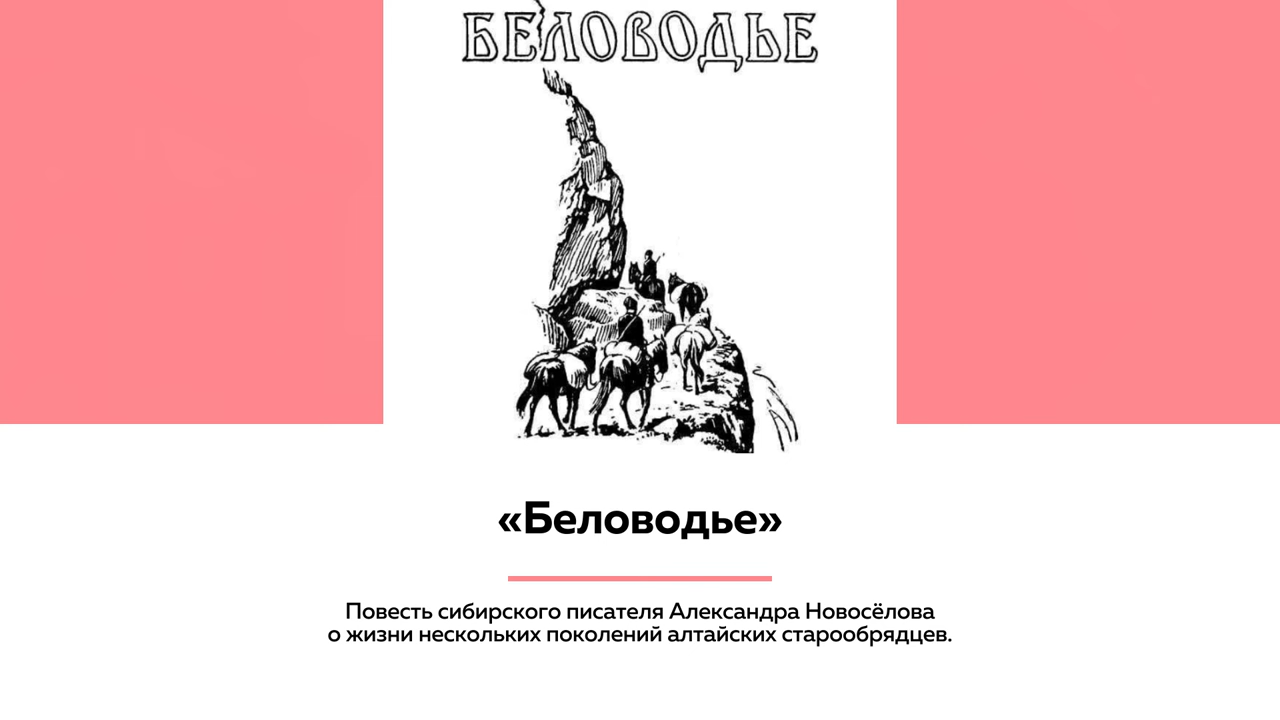 БЕЛОВОДЬЕ
«Беловодье»
Повесть сибирского писателя Александра Новосёлова
о жизни нескольких поколений алтайских старообрядцев.